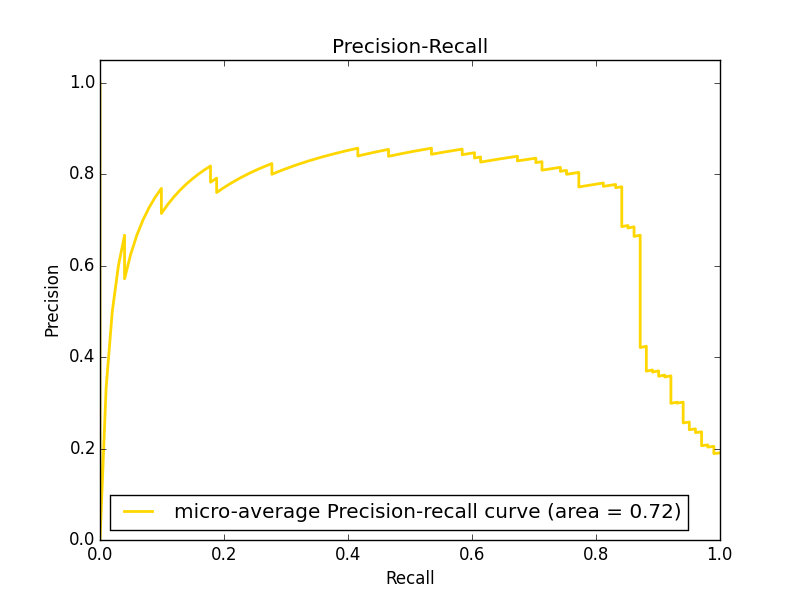 Precision-Recall
1.0
0.8
0.6
0.4
0.2
0.0
Precision
micro-average Precision-recall curve (area = 0.72)
0.0 0.2 0.4 0.6 0.8 1.0
Recall